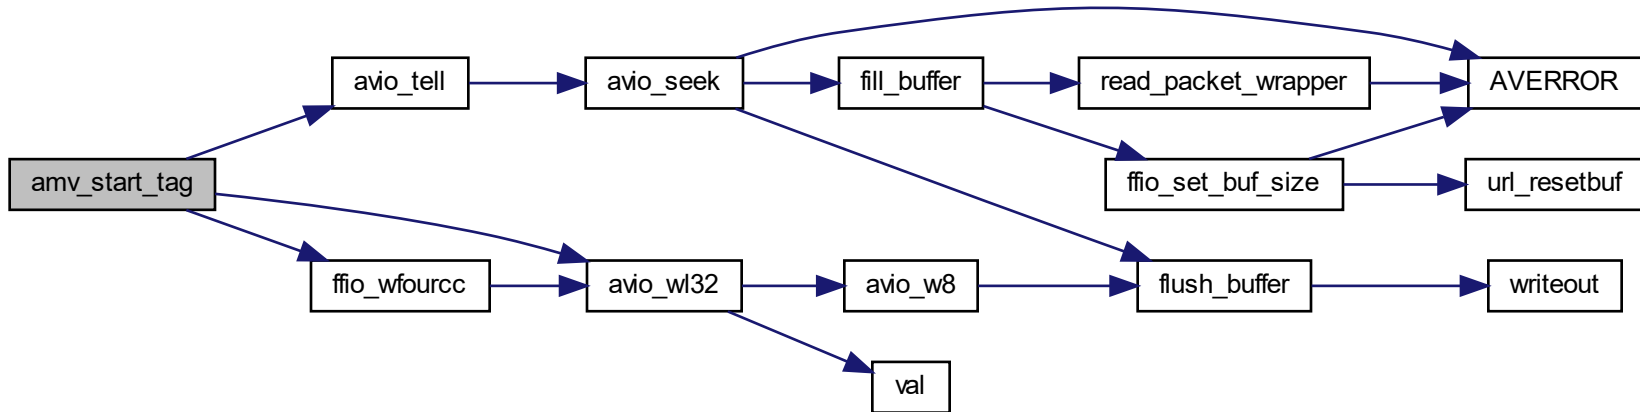 avio_tell
avio_seek
fill_buffer
read_packet_wrapper
AVERROR
amv_start_tag
ffio_set_buf_size
url_resetbuf
ffio_wfourcc
avio_wl32
avio_w8
flush_buffer
writeout
val